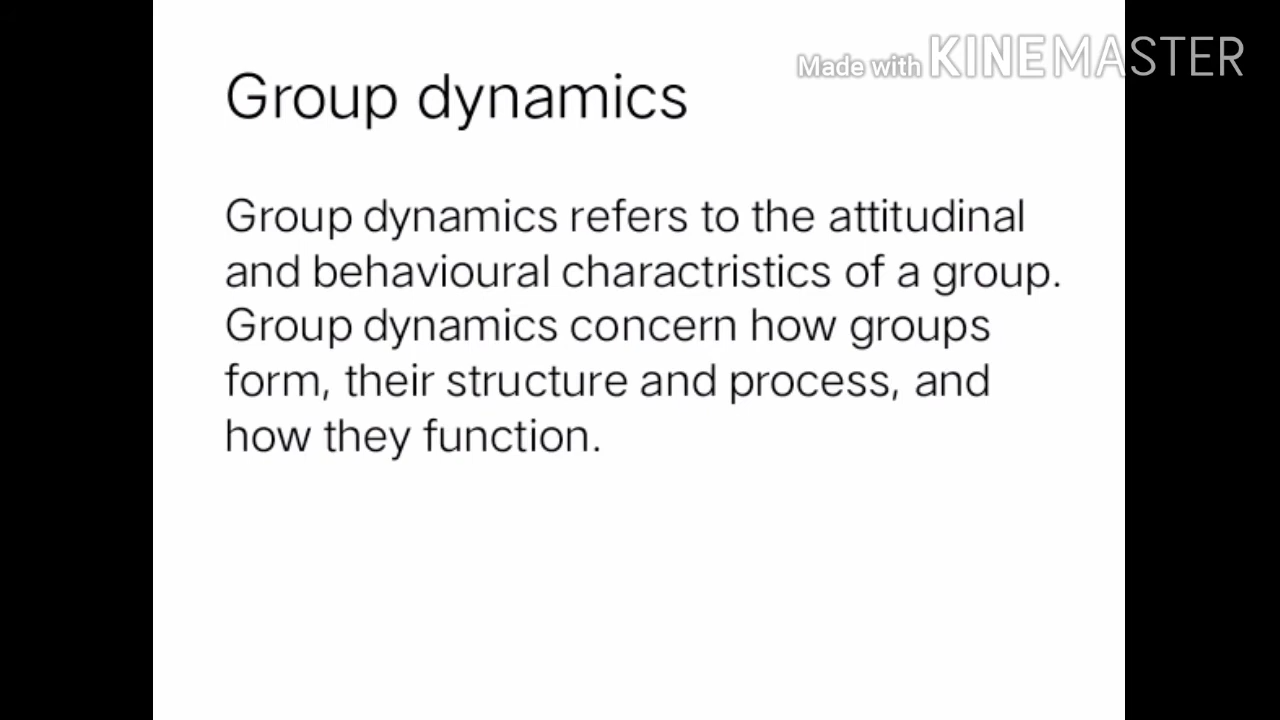 Made with KINEMASTER
Group dynamics
Group dynamics refers to the attitudinal
and behavioural charactristics of a group.
Group dynamics concern how groups
form, their structure and process, and
how they function.